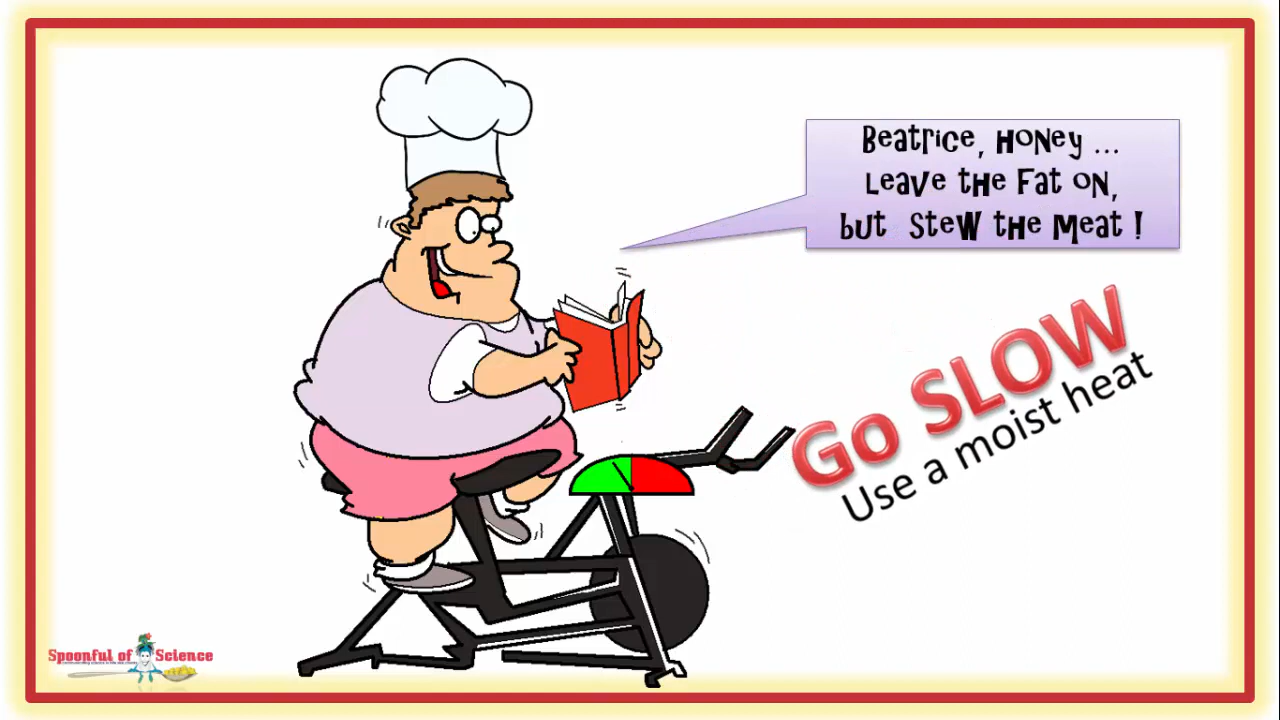 Beatrice, Honey ...
Leave the Fat on,
but Stew the Meat !
Go SLOW
Use a moist heat
Spoonful of Science